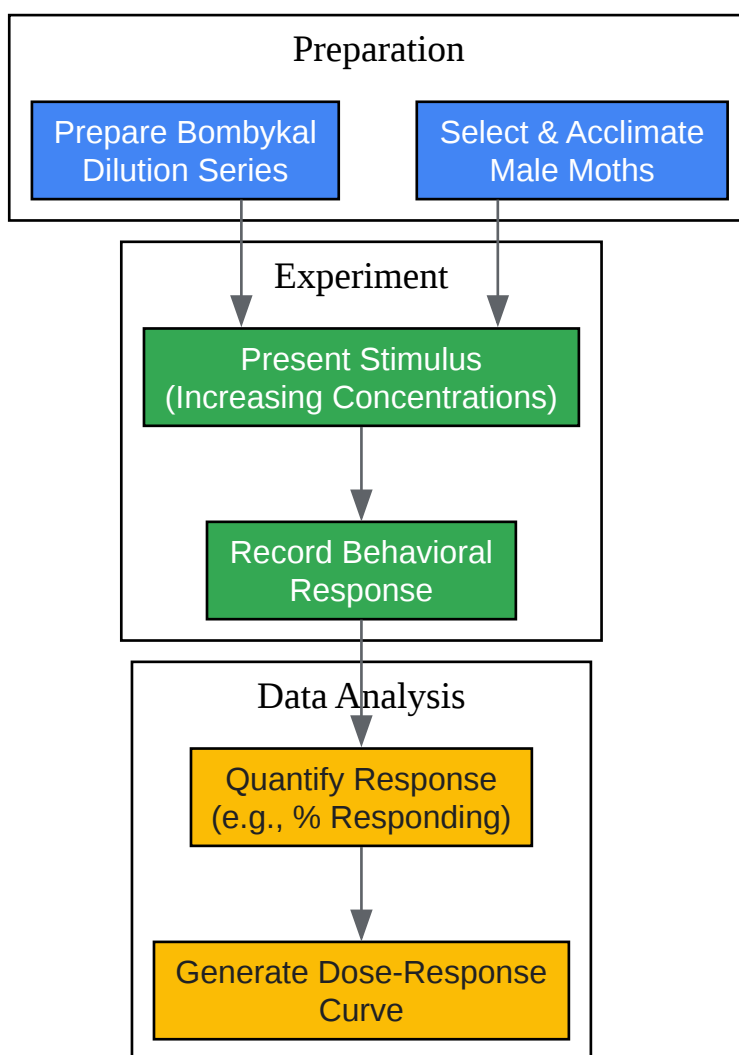 Preparation
Prepare Bombykal
Dilution Series
Select & Acclimate
Male Moths
Experiment
Present Stimulus
(Increasing Concentrations)
Record Behavioral
Response
Data Analysis
Quantify Response
(e.g., % Responding)
Generate Dose-Response
Curve